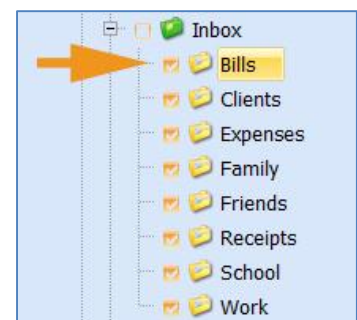 Inbox
Bills
Clients
Expenses
Family
Friends
Receipts
School
Work